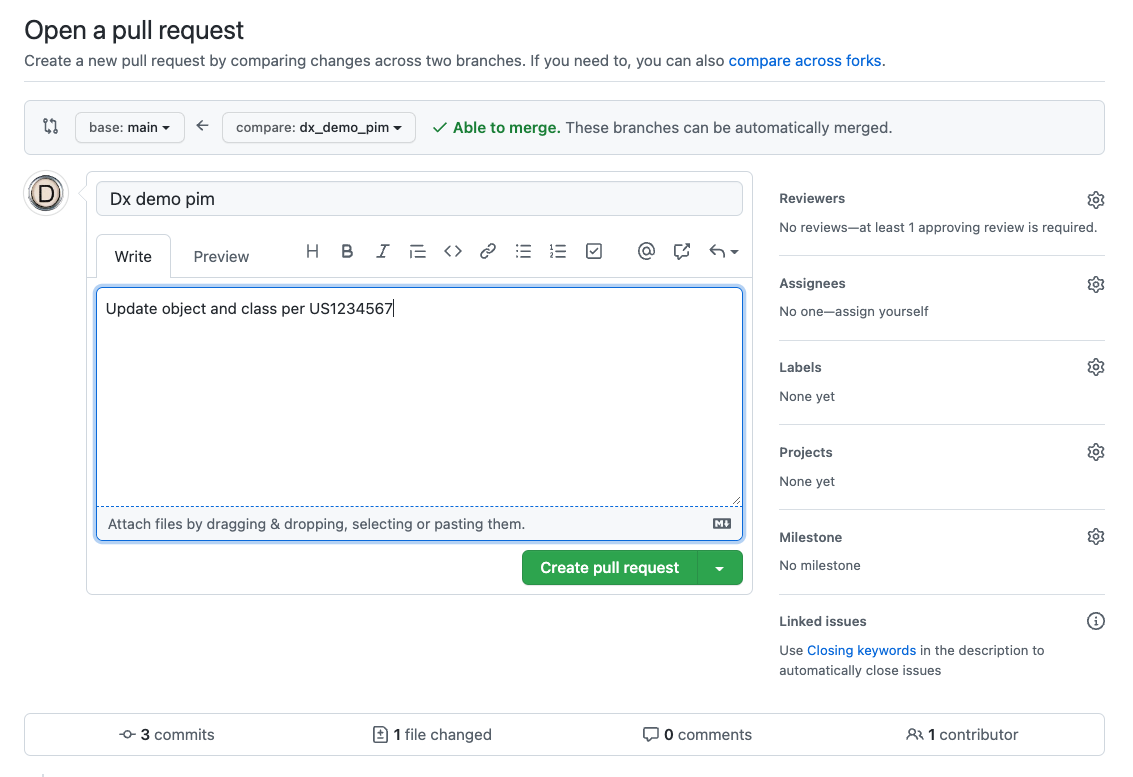 Open a pull request
Create a new pull request by comparing changes across two branches. If you need to, you can also compare across forks.
base: main
compare: dx_demo_pim
Able to merge. These branches can be automatically merged.
D
Dx demo pim
Write
Preview
Update object and class per US1234567
Attach files by dragging & dropping, selecting or pasting them.
Create pull request
Reviewers
No reviews—at least 1 approving review is required.
Assignees
No one—assign yourself
Labels
None yet
Projects
None yet
Milestone
No milestone
Linked issues
Use Closing keywords in the description to
automatically close issues
3 commits
1 file changed
0 comments
1 contributor